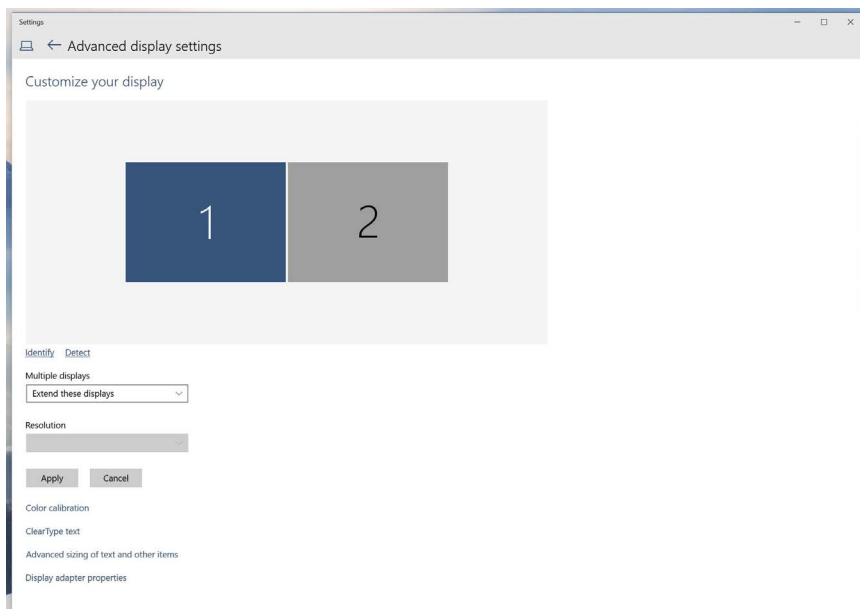 Settings
Advanced display settings
Customize your display
1 2
Identify Detect
Multiple displays
Extend these displays
Resolution
Apply Cancel
Color calibration
ClearType text
Advanced sizing of text and other items
Display adapter properties